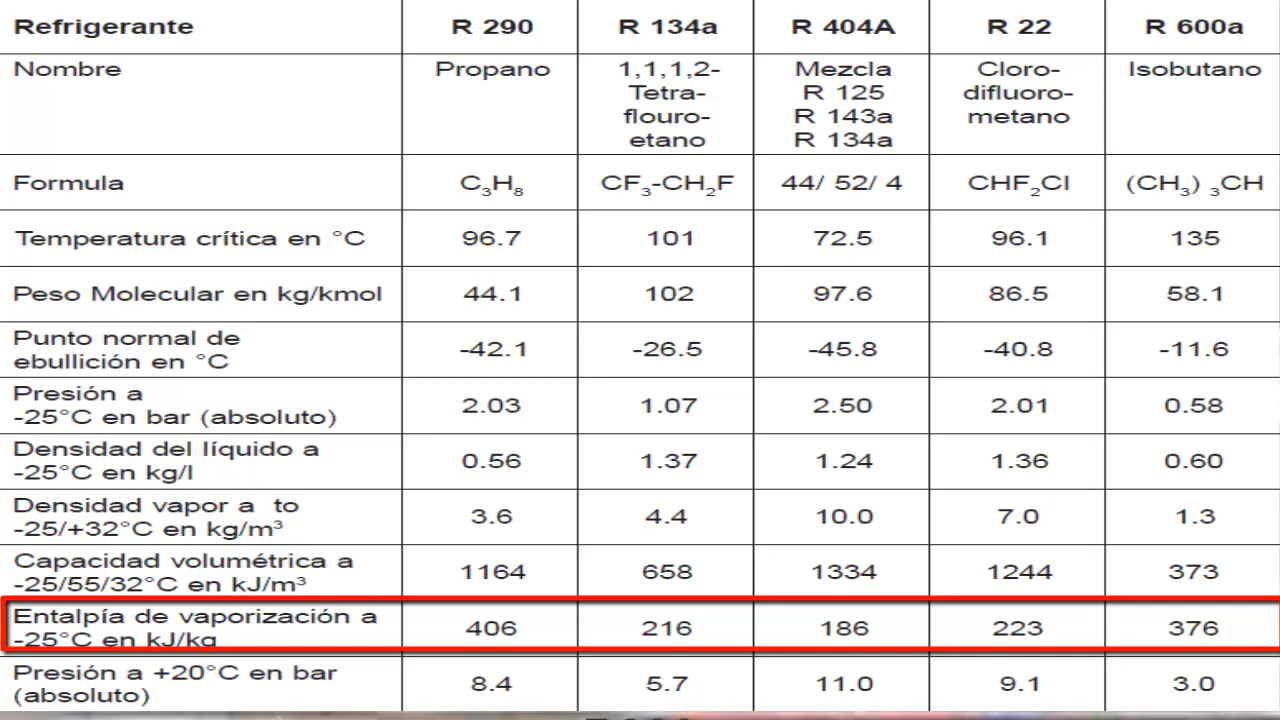 Refrigerante R 290 R 134a R 404A R 22 R 600a
Nombre Propano 1,1,1,2- Mezcla Cloro- Isobutano
Tetra- R 125 difluoro-
flouro- R 143a metano
etano R 134a
Formula C₃H₈ CF₃-CH₂F 44/ 52/ 4 CHF₂Cl (CH₃) ₃CH
Temperatura crítica en °C 96.7 101 72.5 96.1 135
Peso Molecular en kg/kmol 44.1 102 97.6 86.5 58.1
Punto normal de
ebullición en °C -42.1 -26.5 -45.8 -40.8 -11.6
Presión a
-25°C en bar (absoluto) 2.03 1.07 2.50 2.01 0.58
Densidad del líquido a
-25°C en kg/l 0.56 1.37 1.24 1.36 0.60
Densidad vapor a to
-25/+32°C en kg/m³ 3.6 4.4 10.0 7.0 1.3
Capacidad volumétrica a
-25/55/32°C en kJ/m³ 1164 658 1334 1244 373
Entalpía de vaporización a
-25°C en kJ/kg 406 216 186 223 376
Presión a +20°C en bar
(absoluto) 8.4 5.7 11.0 9.1 3.0